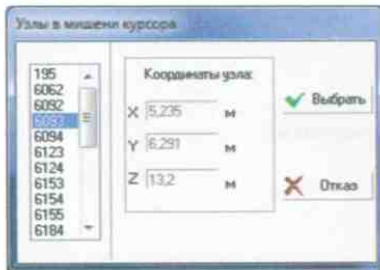 Узлы в мишени курсора
195
6062
6092
6093
6094
6123
6124
6153
6154
6155
6184
Координаты узла:
X 5,235 м
Y 6,291 м
Z 13,2 м
Выбрать
Отказ